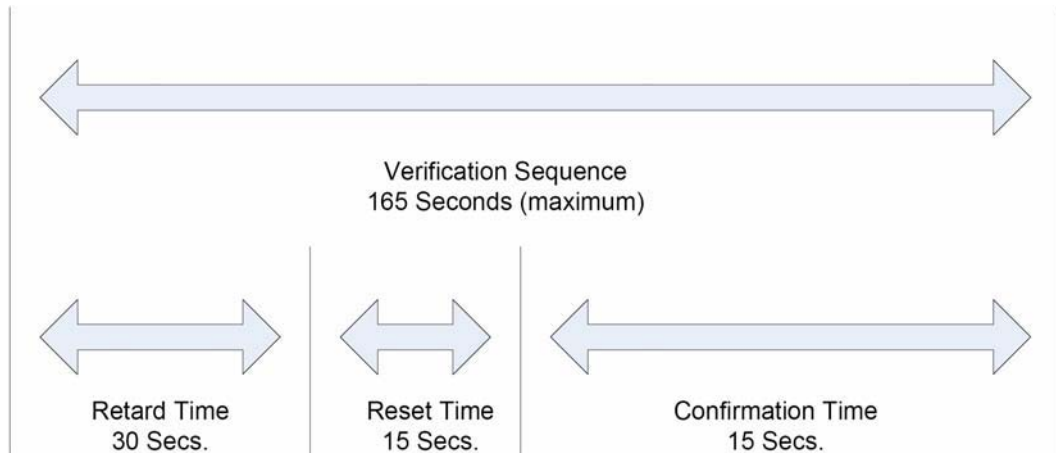 Verification Sequence
165 Seconds (maximum)
Retard Time
30 Secs.
Reset Time
15 Secs.
Confirmation Time
15 Secs.